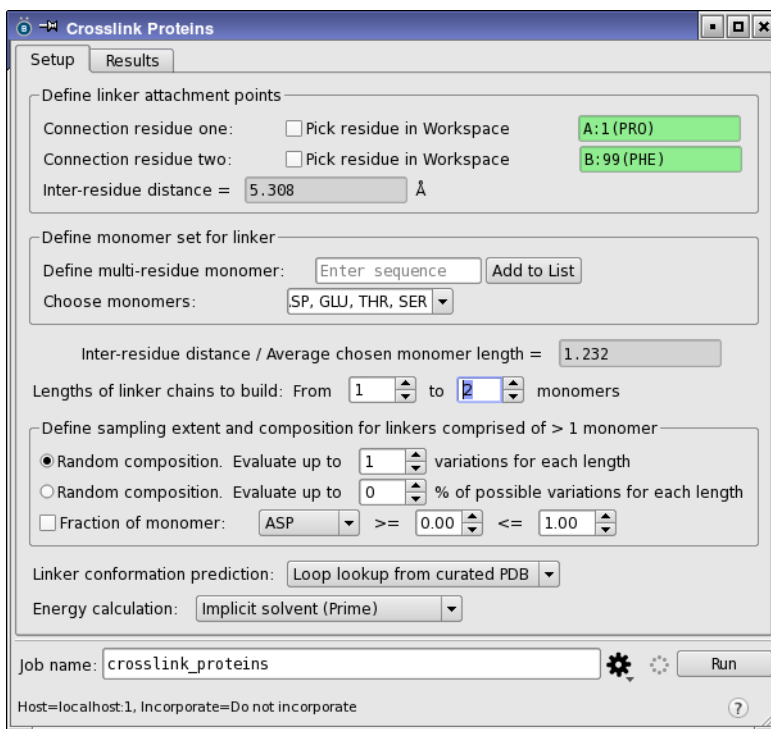 Crosslink Proteins
Setup Results
Define linker attachment points
Connection residue one: Pick residue in Workspace A:1(PRO)
Connection residue two: Pick residue in Workspace B:99(PHE)
Inter-residue distance = 5.308 Å
Define monomer set for linker
Define multi-residue monomer: Enter sequence Add to List
Choose monomers: SP, GLU, THR, SER
Inter-residue distance / Average chosen monomer length = 1.232
Lengths of linker chains to build: From 1 to 2 monomers
Define sampling extent and composition for linkers comprised of > 1 monomer
Random composition. Evaluate up to 1 variations for each length
Random composition. Evaluate up to 0 % of possible variations for each length
Fraction of monomer: ASP >= 0.00 <= 1.00
Linker conformation prediction: Loop lookup from curated PDB
Energy calculation: Implicit solvent (Prime)
Job name: crosslink_proteins Run
Host=localhost:1, Incorporate=Do not incorporate ?